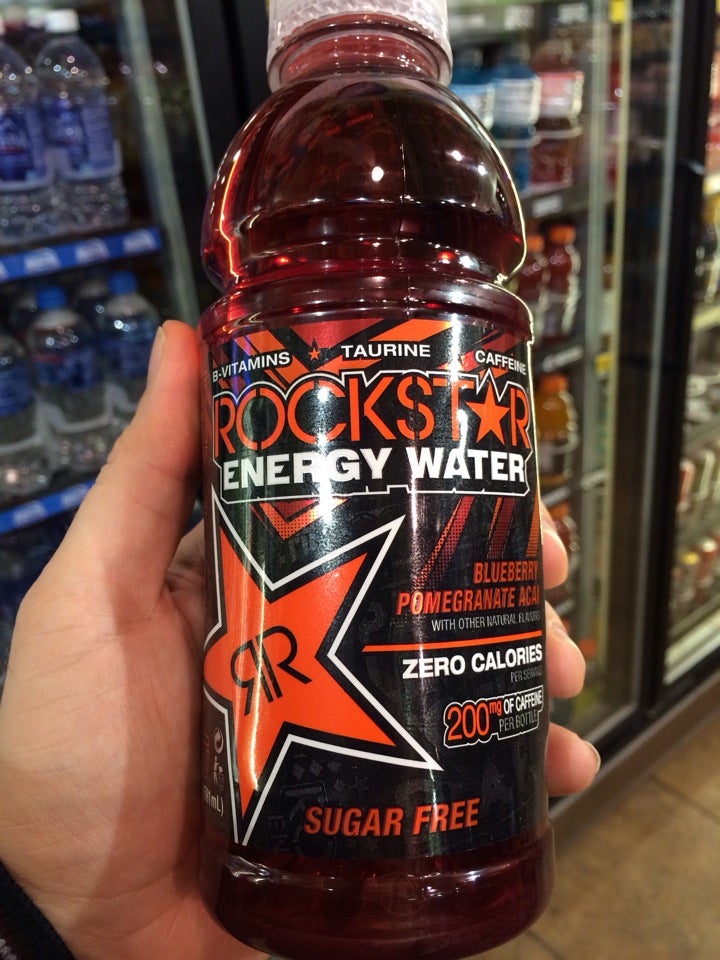 B-VITAMINS TAURINE CAFFEINE
ROCKSTAR
ENERGY WATER
BLUEBERRY
POMEGRANATE ACAI
WITH OTHER NATURAL FLAVORS
ZERO CALORIES
PER SERVING
200mg OF CAFFEINE
PER BOTTLE
SUGAR FREE